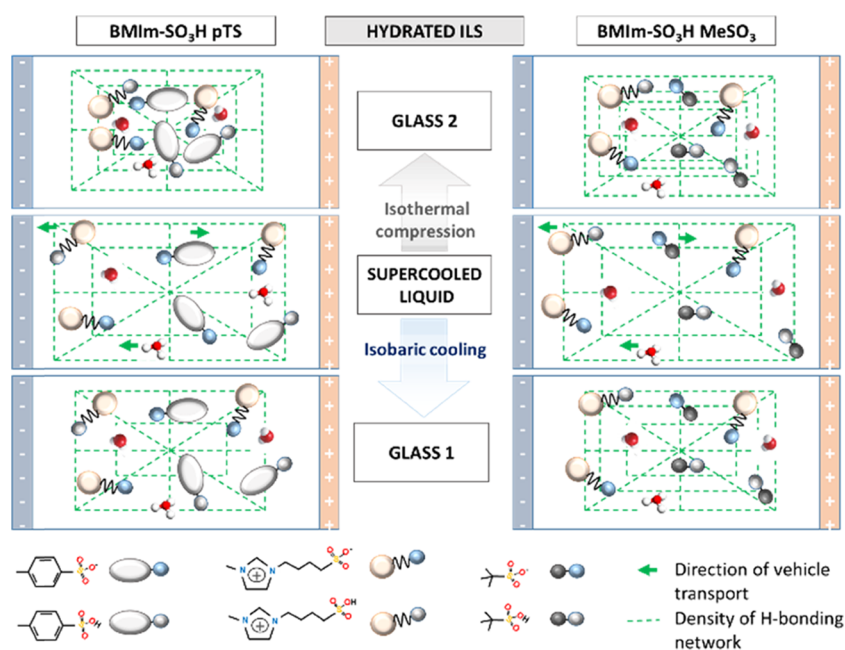 BMIm-SO₃H pTS
HYDRATED ILS
BMIm-SO₃H MeSO₃
GLASS 2
Isothermal
compression
SUPERCOOLED
LIQUID
Isobaric cooling
GLASS 1
Direction of vehicle
transport
Density of H-bonding
network